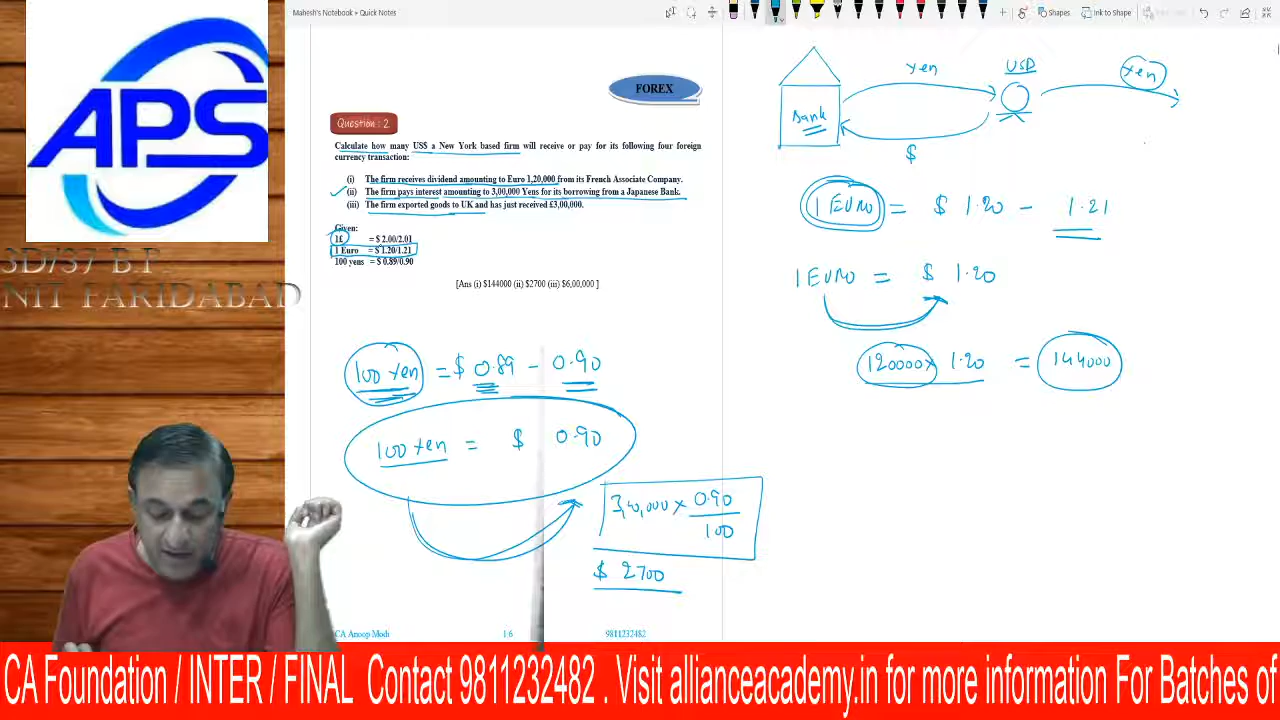 Mahesh's Notebook » Quick Notes
Shapes
Ink to Shape
APS
3D/37 B.P.
NIT FARIDABAD
FOREX
Question : 2
Calculate how many US$ a New York based firm will receive or pay for its following four foreign
currency transaction:
(i) The firm receives dividend amounting to Euro 1,20,000 from its French Associate Company.
(ii) The firm pays interest amounting to 3,00,000 Yens for its borrowing from a Japanese Bank.
(iii) The firm exported goods to UK and has just received £3,00,000.
Given:
1£ = $ 2.00/2.01
1 Euro = $ 1.20/1.21
100 yens = $ 0.89/0.90
[Ans (i) $144000 (ii) $2700 (iii) $6,00,000 ]
100 yen = $ 0.89 - 0.90
100 yen = $ 0.90
3,00,000 × 0.90
100
$ 2700
CA Anoop Modi 1 6 9811232482
Bank
yen
USD
yen
$
1 EURO = $ 1.20 - 1.21
1 EURO = $ 1.20
120000 × 1.20 = 144000
CA Foundation / INTER / FINAL Contact 9811232482 . Visit allianceacademy.in for more information For Batches of